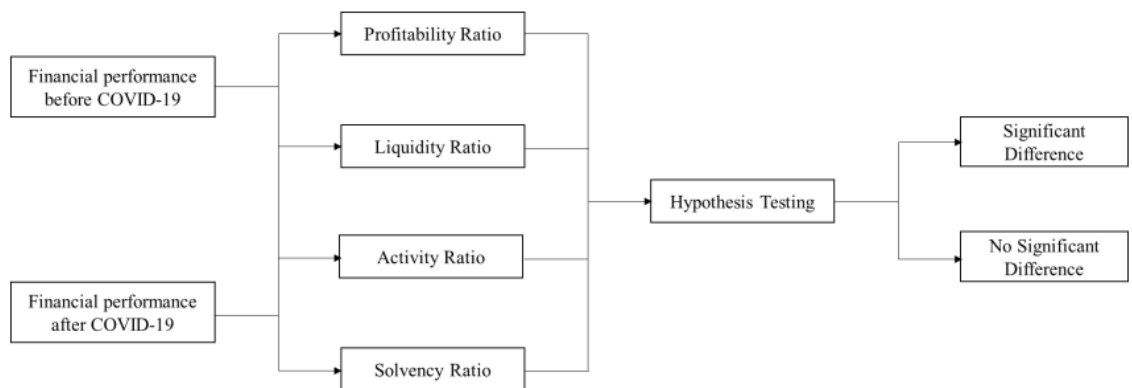 Financial performance
before COVID-19
Financial performance
after COVID-19
Profitability Ratio
Liquidity Ratio
Activity Ratio
Solvency Ratio
Hypothesis Testing
Significant
Difference
No Significant
Difference